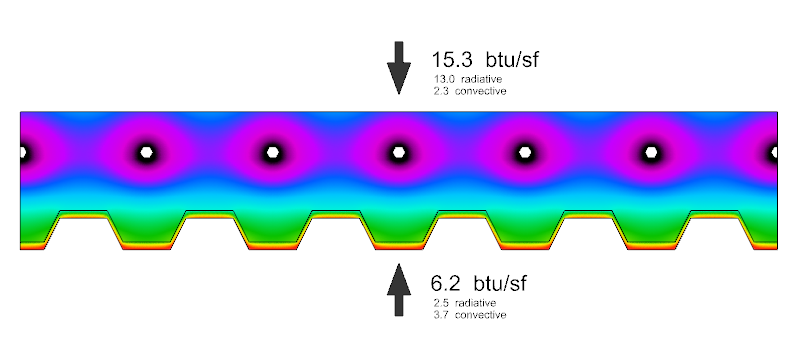 15.3 btu/sf
13.0 radiative
2.3 convective
6.2 btu/sf
2.5 radiative
3.7 convective